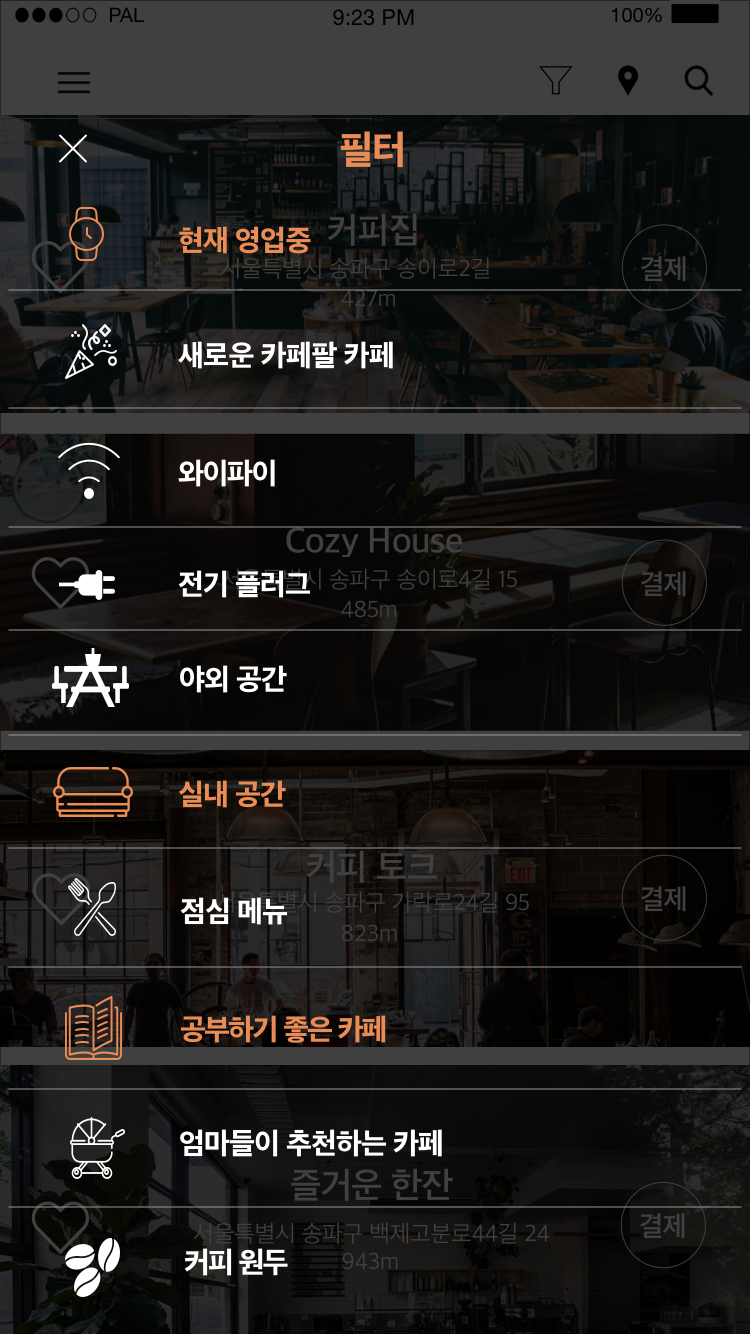 PAL 9:23 PM 100%
필터
커피집
현재 영업중
서울특별시 송파구 송이로2길
결제
427m
새로운 카페팔 카페
와이파이
Cozy House
전기 플러그
서울특별시 송파구 송이로4길 15
결제
485m
야외 공간
실내 공간
커피 토크
EXIT
점심 메뉴
서울특별시 송파구 가락로24길 95
결제
823m
공부하기 좋은 카페
엄마들이 추천하는 카페
즐거운 한잔
서울특별시 송파구 백제고분로44길 24
결제
커피 원두
943m